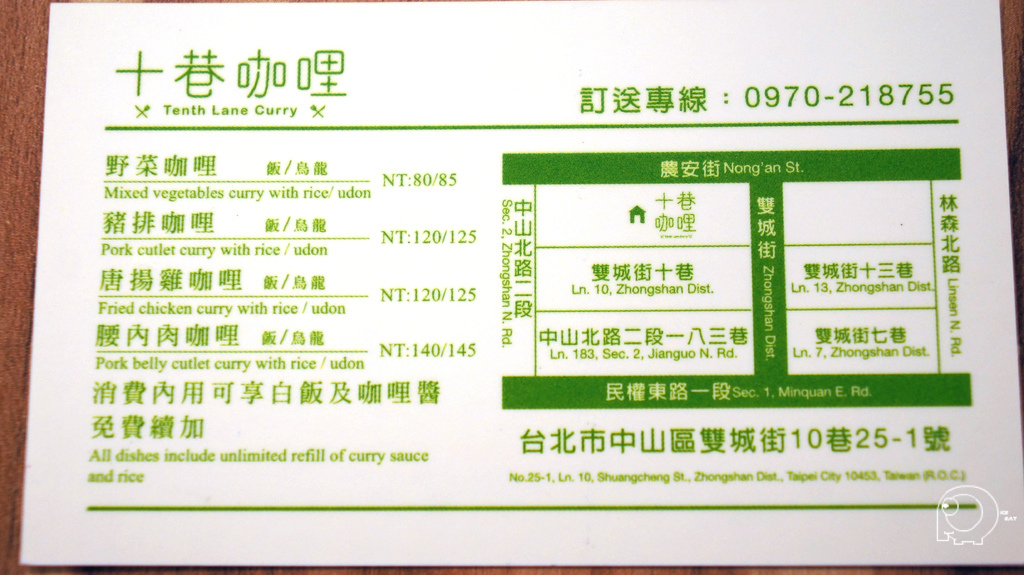 十巷咖哩
Tenth Lane Curry
訂送專線：0970-218755
野菜咖哩 飯/烏龍 NT:80/85
Mixed vegetables curry with rice/ udon
豬排咖哩 飯/烏龍 NT:120/125
Pork cutlet curry with rice / udon
唐揚雞咖哩 飯/烏龍 NT:120/125
Fried chicken curry with rice / udon
腰內肉咖哩 飯/烏龍 NT:140/145
Pork belly cutlet curry with rice / udon
消費內用可享白飯及咖哩醬
免費續加
All dishes include unlimited refill of curry sauce
and rice
農安街 Nong'an St.
中山北路二段
Sec. 2, Zhongshan N. Rd.
十巷
咖哩
雙城街
Zhongshan Dist.
林森北路 Linsen N. Rd.
雙城街十巷
Ln. 10, Zhongshan Dist.
雙城街十三巷
Ln. 13, Zhongshan Dist.
中山北路二段一八三巷
Ln. 183, Sec. 2, Jianguo N. Rd.
雙城街七巷
Ln. 7, Zhongshan Dist.
民權東路一段 Sec. 1, Minquan E. Rd.
台北市中山區雙城街10巷25-1號
No.25-1, Ln. 10, Shuangcheng St., Zhongshan Dist., Taipei City 10453, Taiwan (R.O.C.)